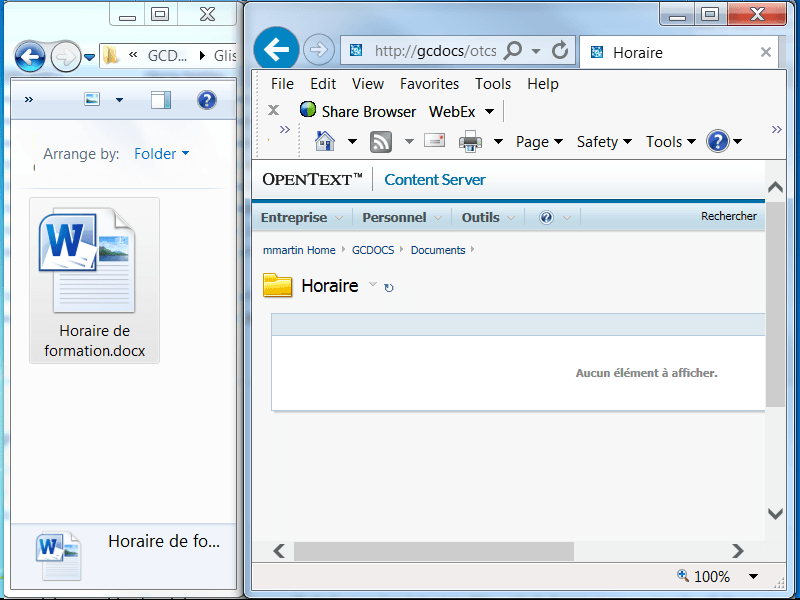 « GCD... Glis
»
Arrange by: Folder
Horaire de
formation.docx
Horaire de fo...
http://gcdocs/otcs
Horaire
File Edit View Favorites Tools Help
Share Browser WebEx
»
Page Safety Tools
»
OPENTEXT™ Content Server
Entreprise Personnel Outils Rechercher
mmartin Home GCDOCS Documents
Horaire
Aucun élément à afficher.
100%